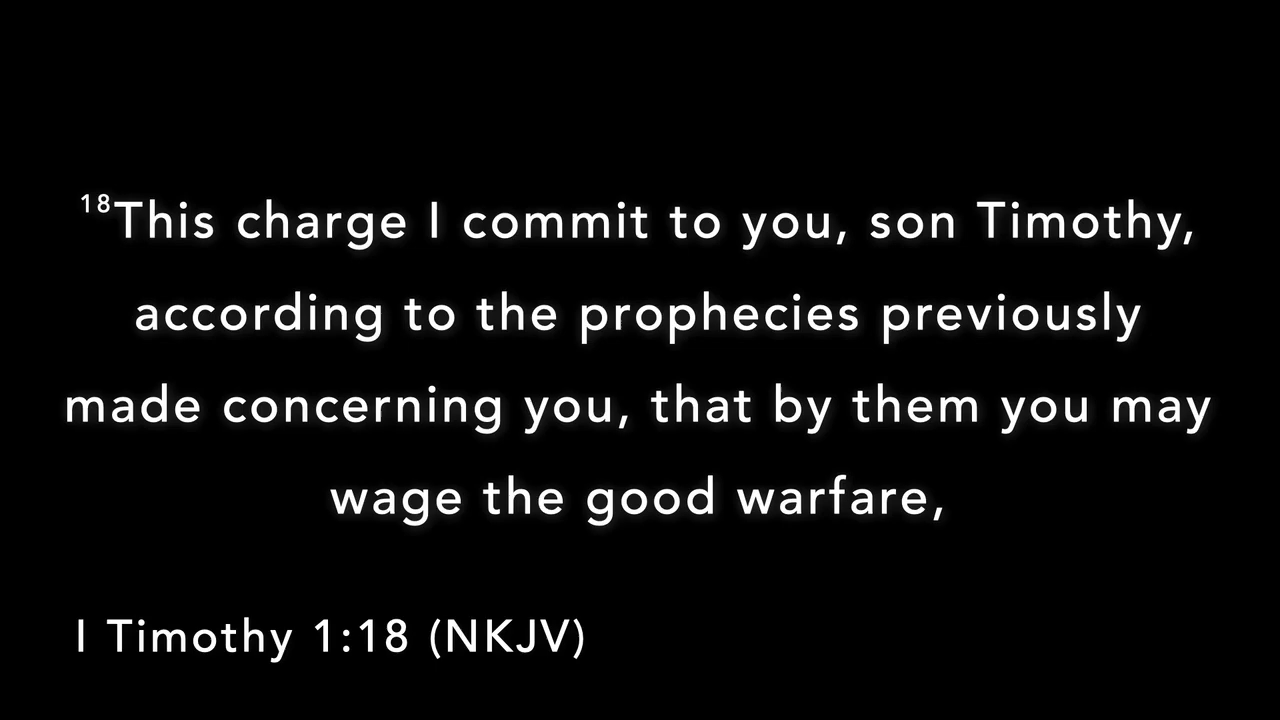 18This charge I commit to you, son Timothy,
according to the prophecies previously
made concerning you, that by them you may
wage the good warfare,
I Timothy 1:18 (NKJV)